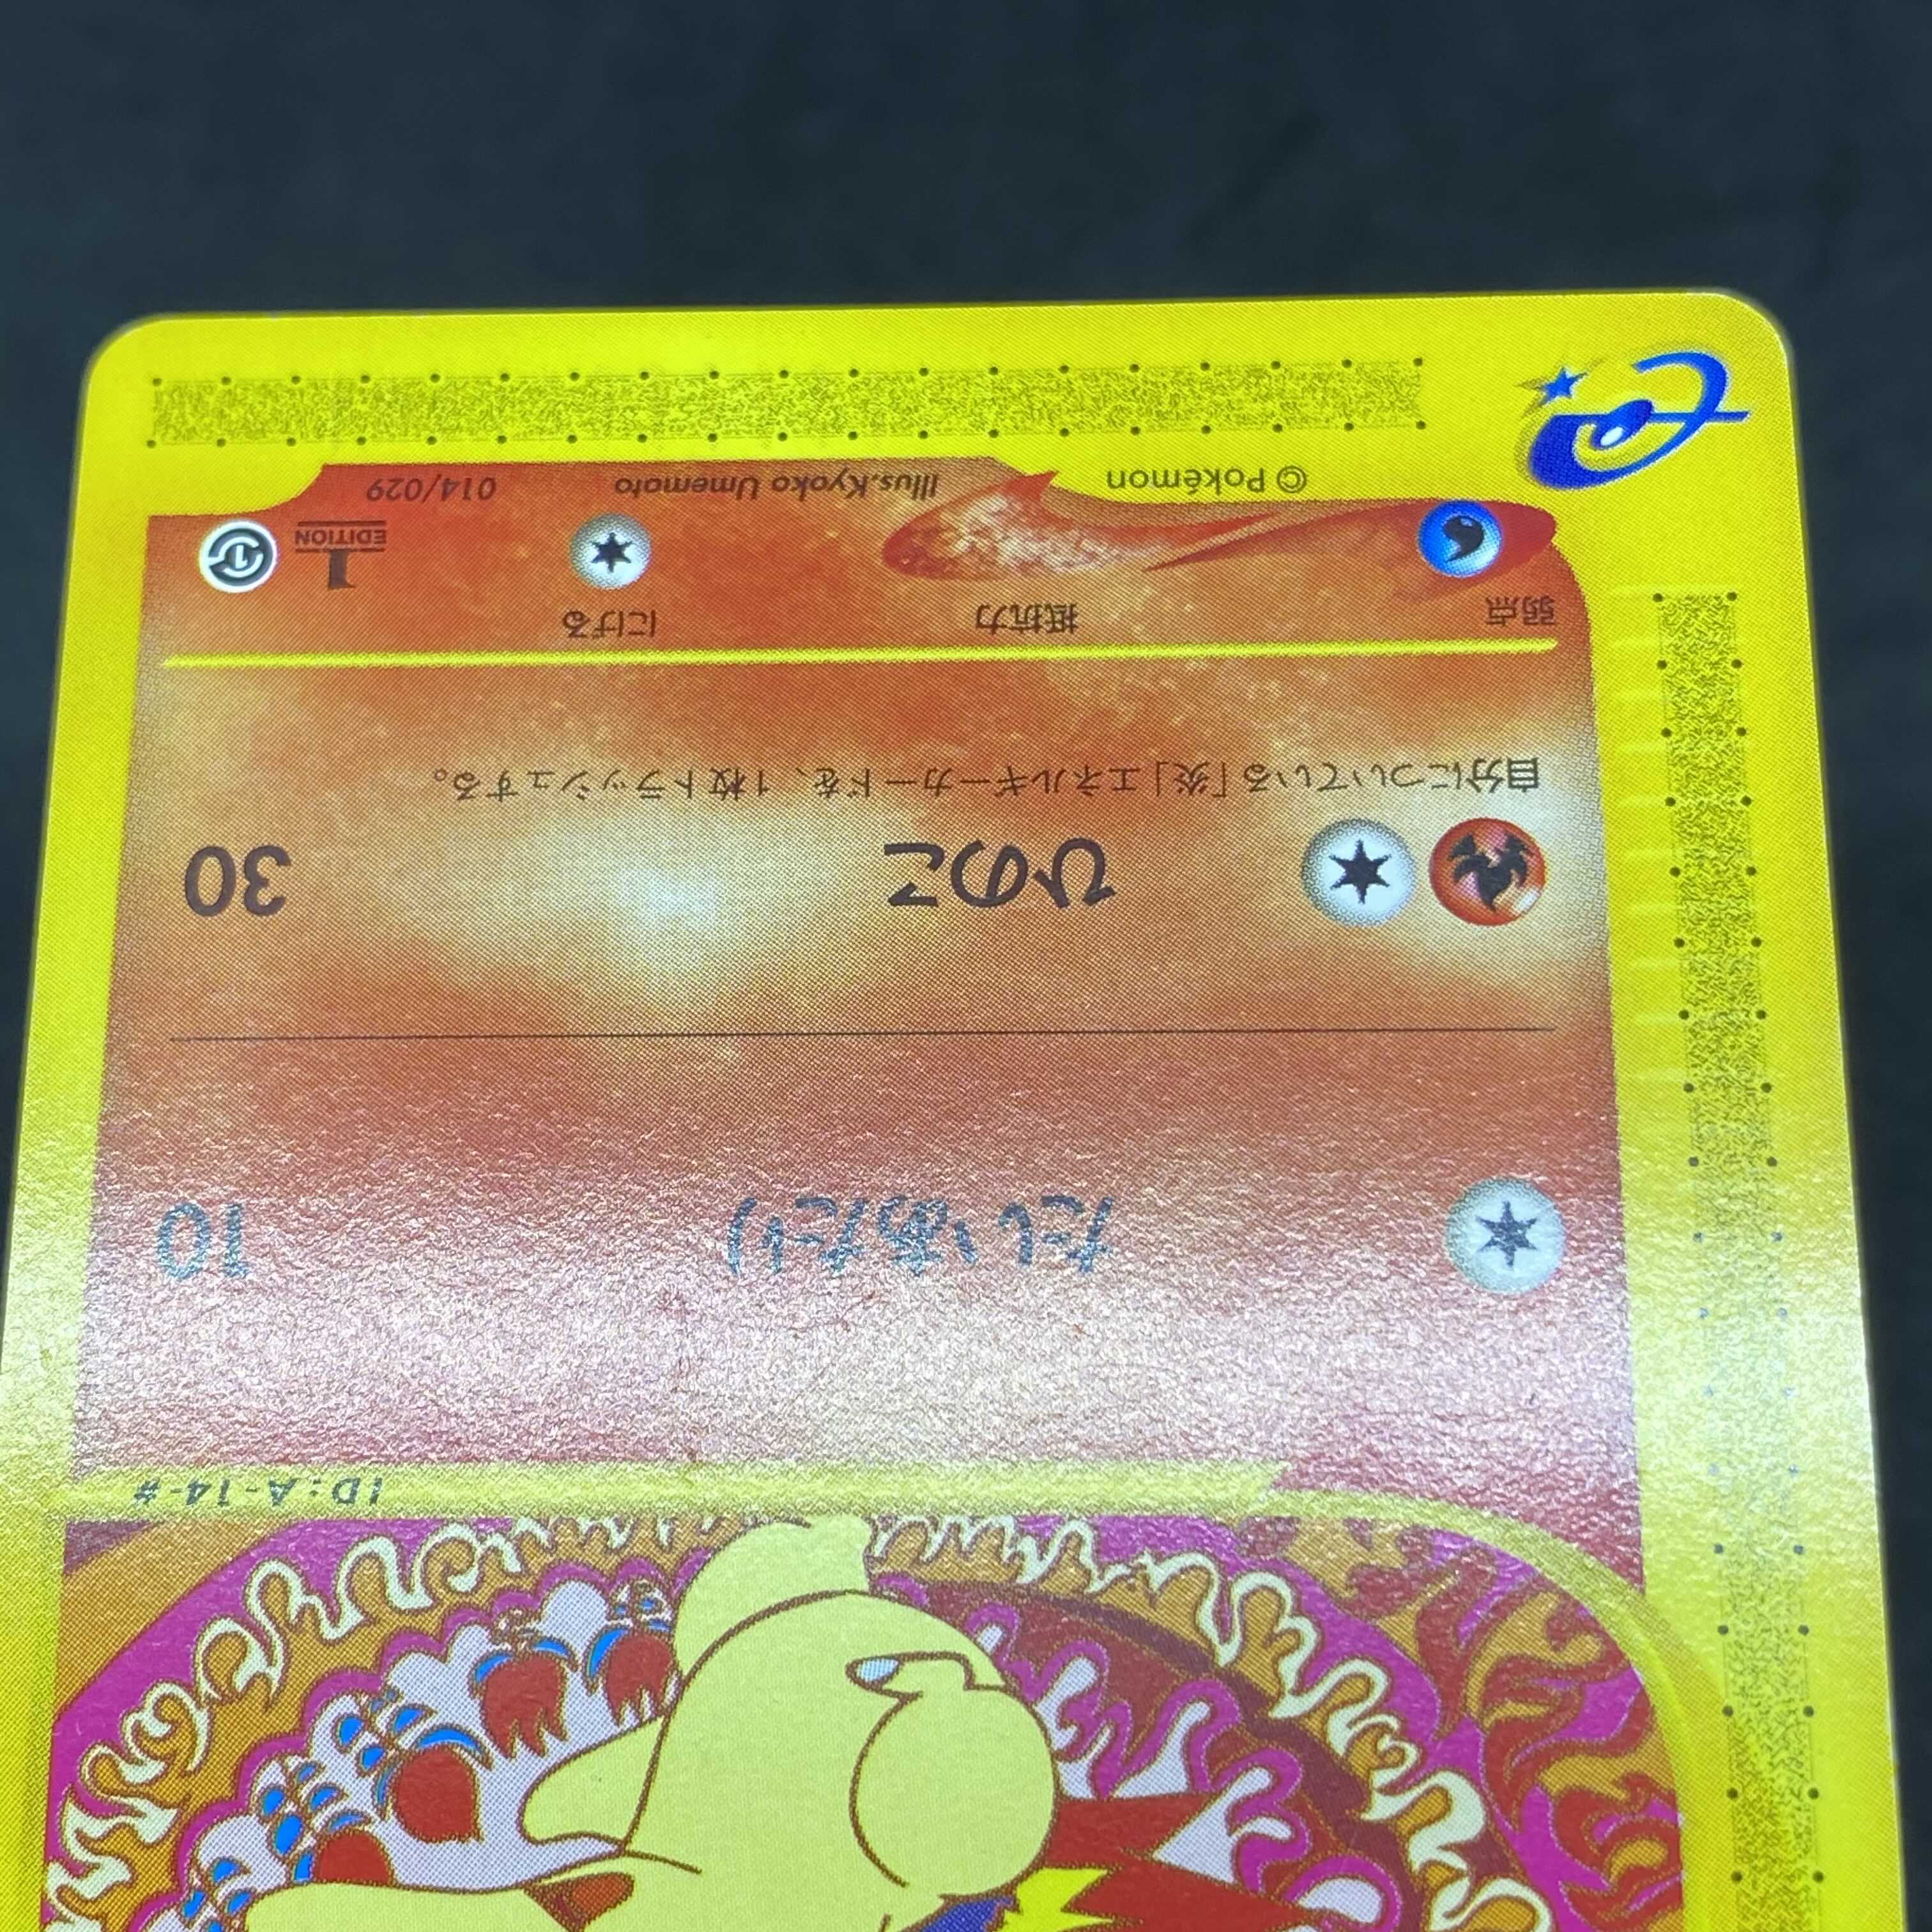 ID:A-14-#
たいあたり 10
ひのこ 30
自分についている「炎」エネルギーカードを、1枚トラッシュする。
弱点 抵抗力 にげる
1 EDITION
©Pokémon Illus.Kyoko Umemoto 014/029